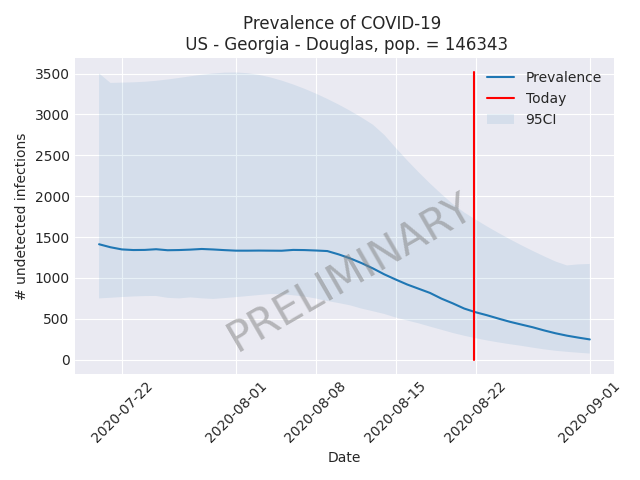 Prevalence of COVID-19
US - Georgia - Douglas, pop. = 146343
Prevalence
Today
95CI
3500
3000
2500
2000
1500
1000
500
0
# undetected infections
PRELIMINARY
2020-07-22
2020-08-01
2020-08-08
2020-08-15
2020-08-22
2020-09-01
Date